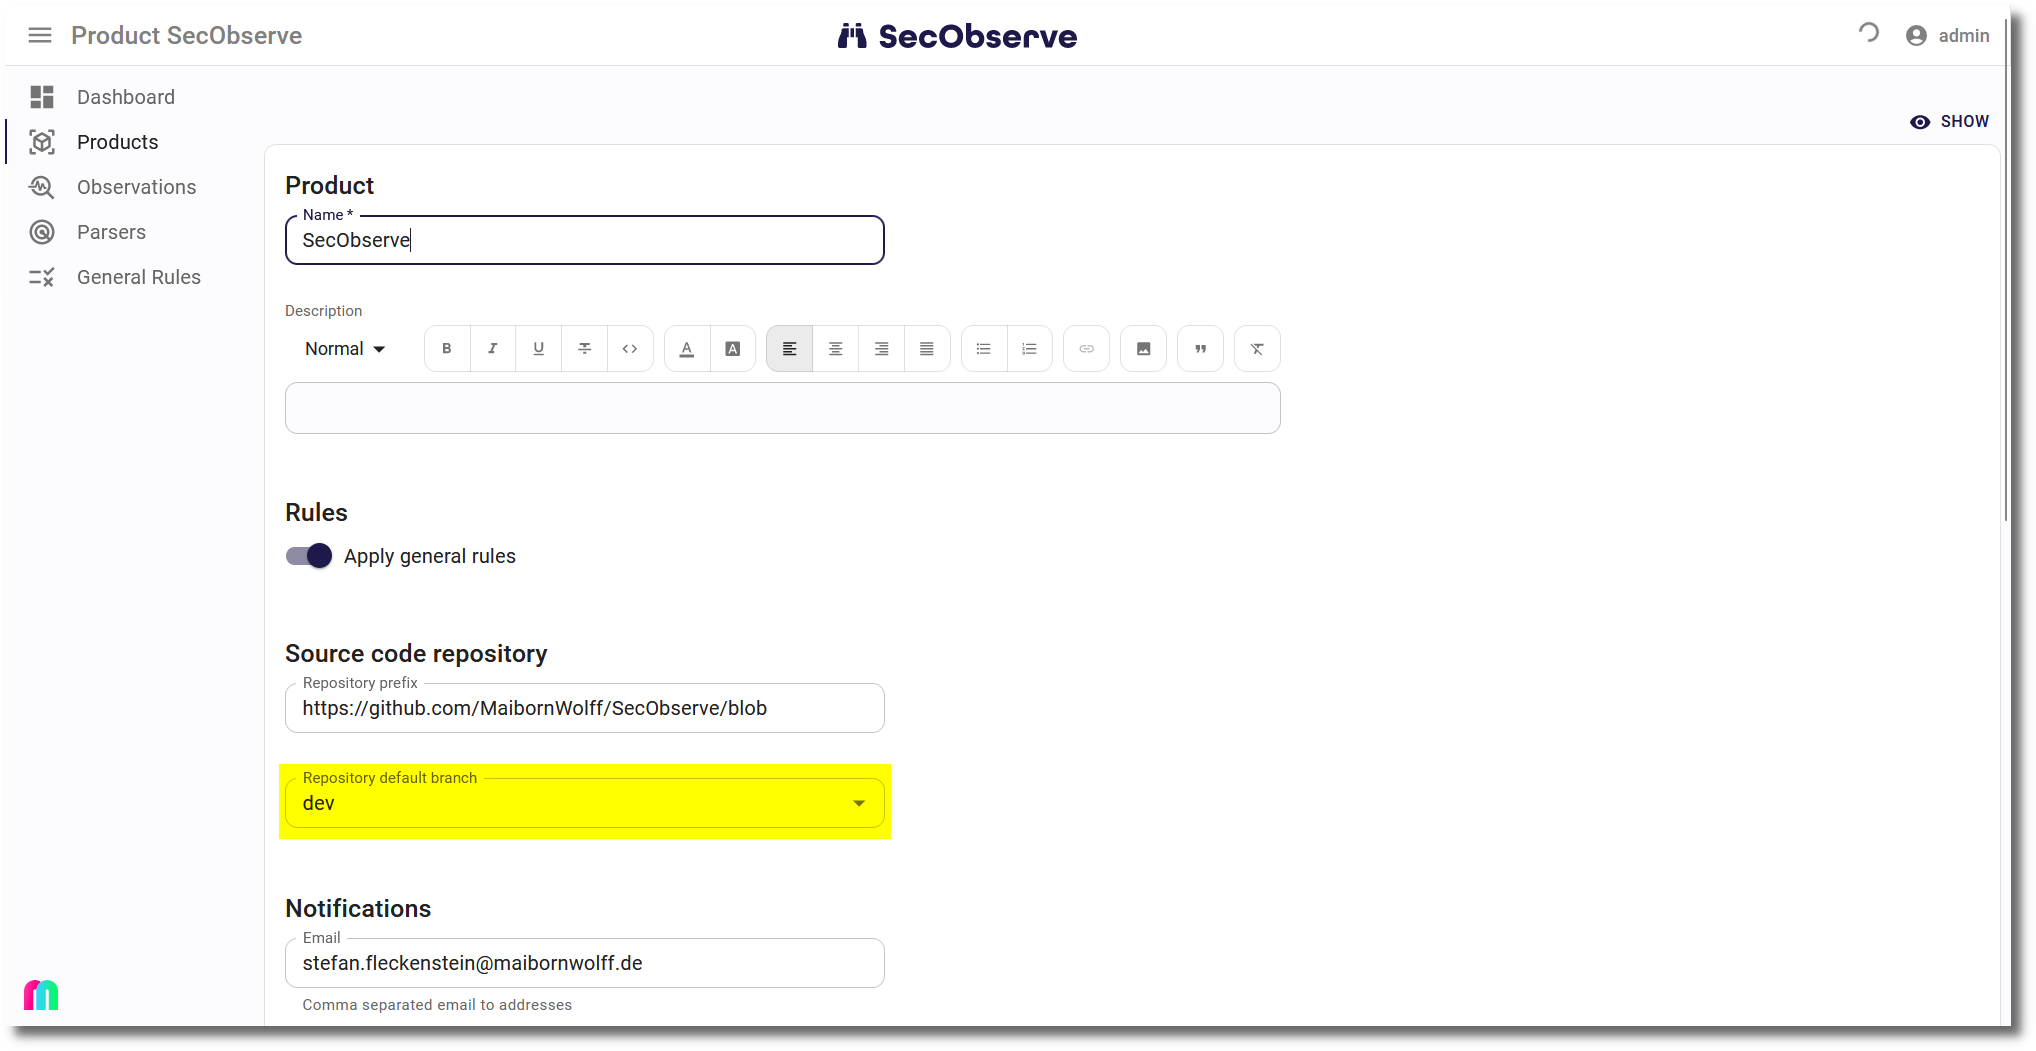 Product SecObserve
SecObserve
admin
Dashboard
Products
Observations
Parsers
General Rules
SHOW
Product
Name *
SecObserve
Description
Normal
Rules
Apply general rules
Source code repository
Repository prefix
https://github.com/MaibornWolff/SecObserve/blob
Repository default branch
dev
Notifications
Email
stefan.fleckenstein@maibornwolff.de
Comma separated email to addresses